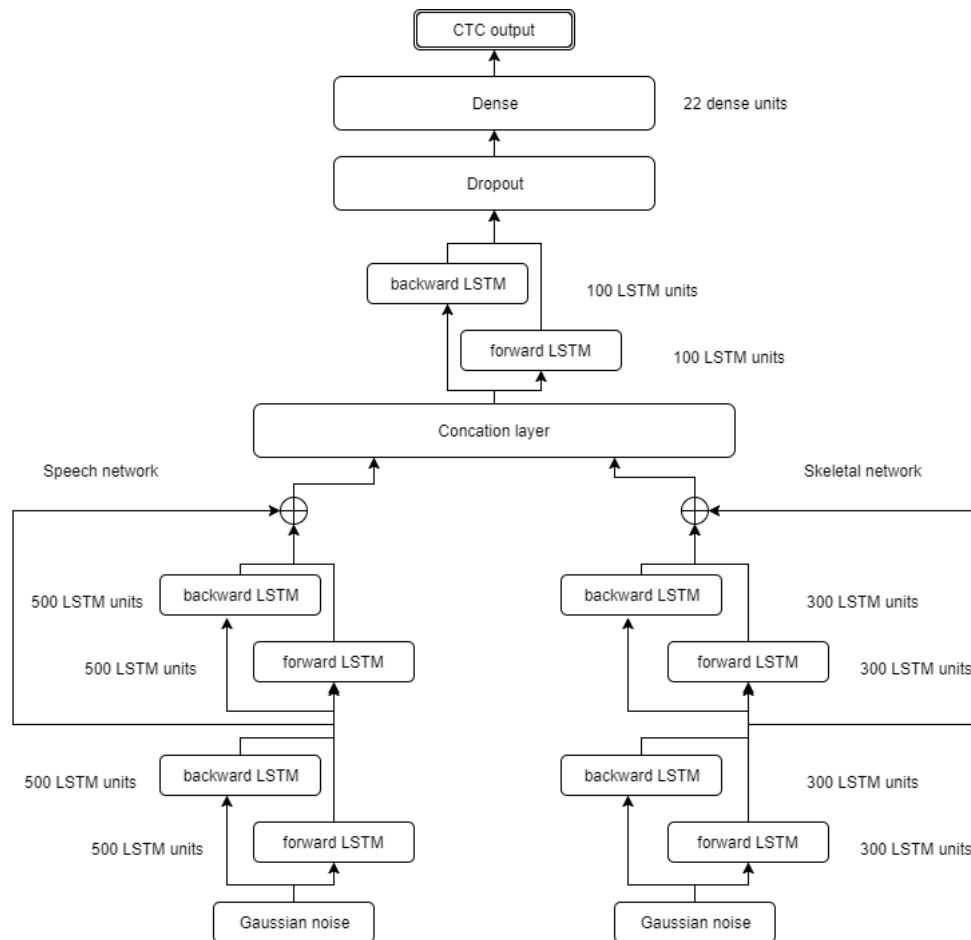 CTC output
Dense
22 dense units
Dropout
backward LSTM
100 LSTM units
forward LSTM
100 LSTM units
Concation layer
Speech network
Skeletal network
500 LSTM units
backward LSTM
backward LSTM
300 LSTM units
500 LSTM units
forward LSTM
forward LSTM
300 LSTM units
500 LSTM units
backward LSTM
backward LSTM
300 LSTM units
500 LSTM units
forward LSTM
forward LSTM
300 LSTM units
Gaussian noise
Gaussian noise